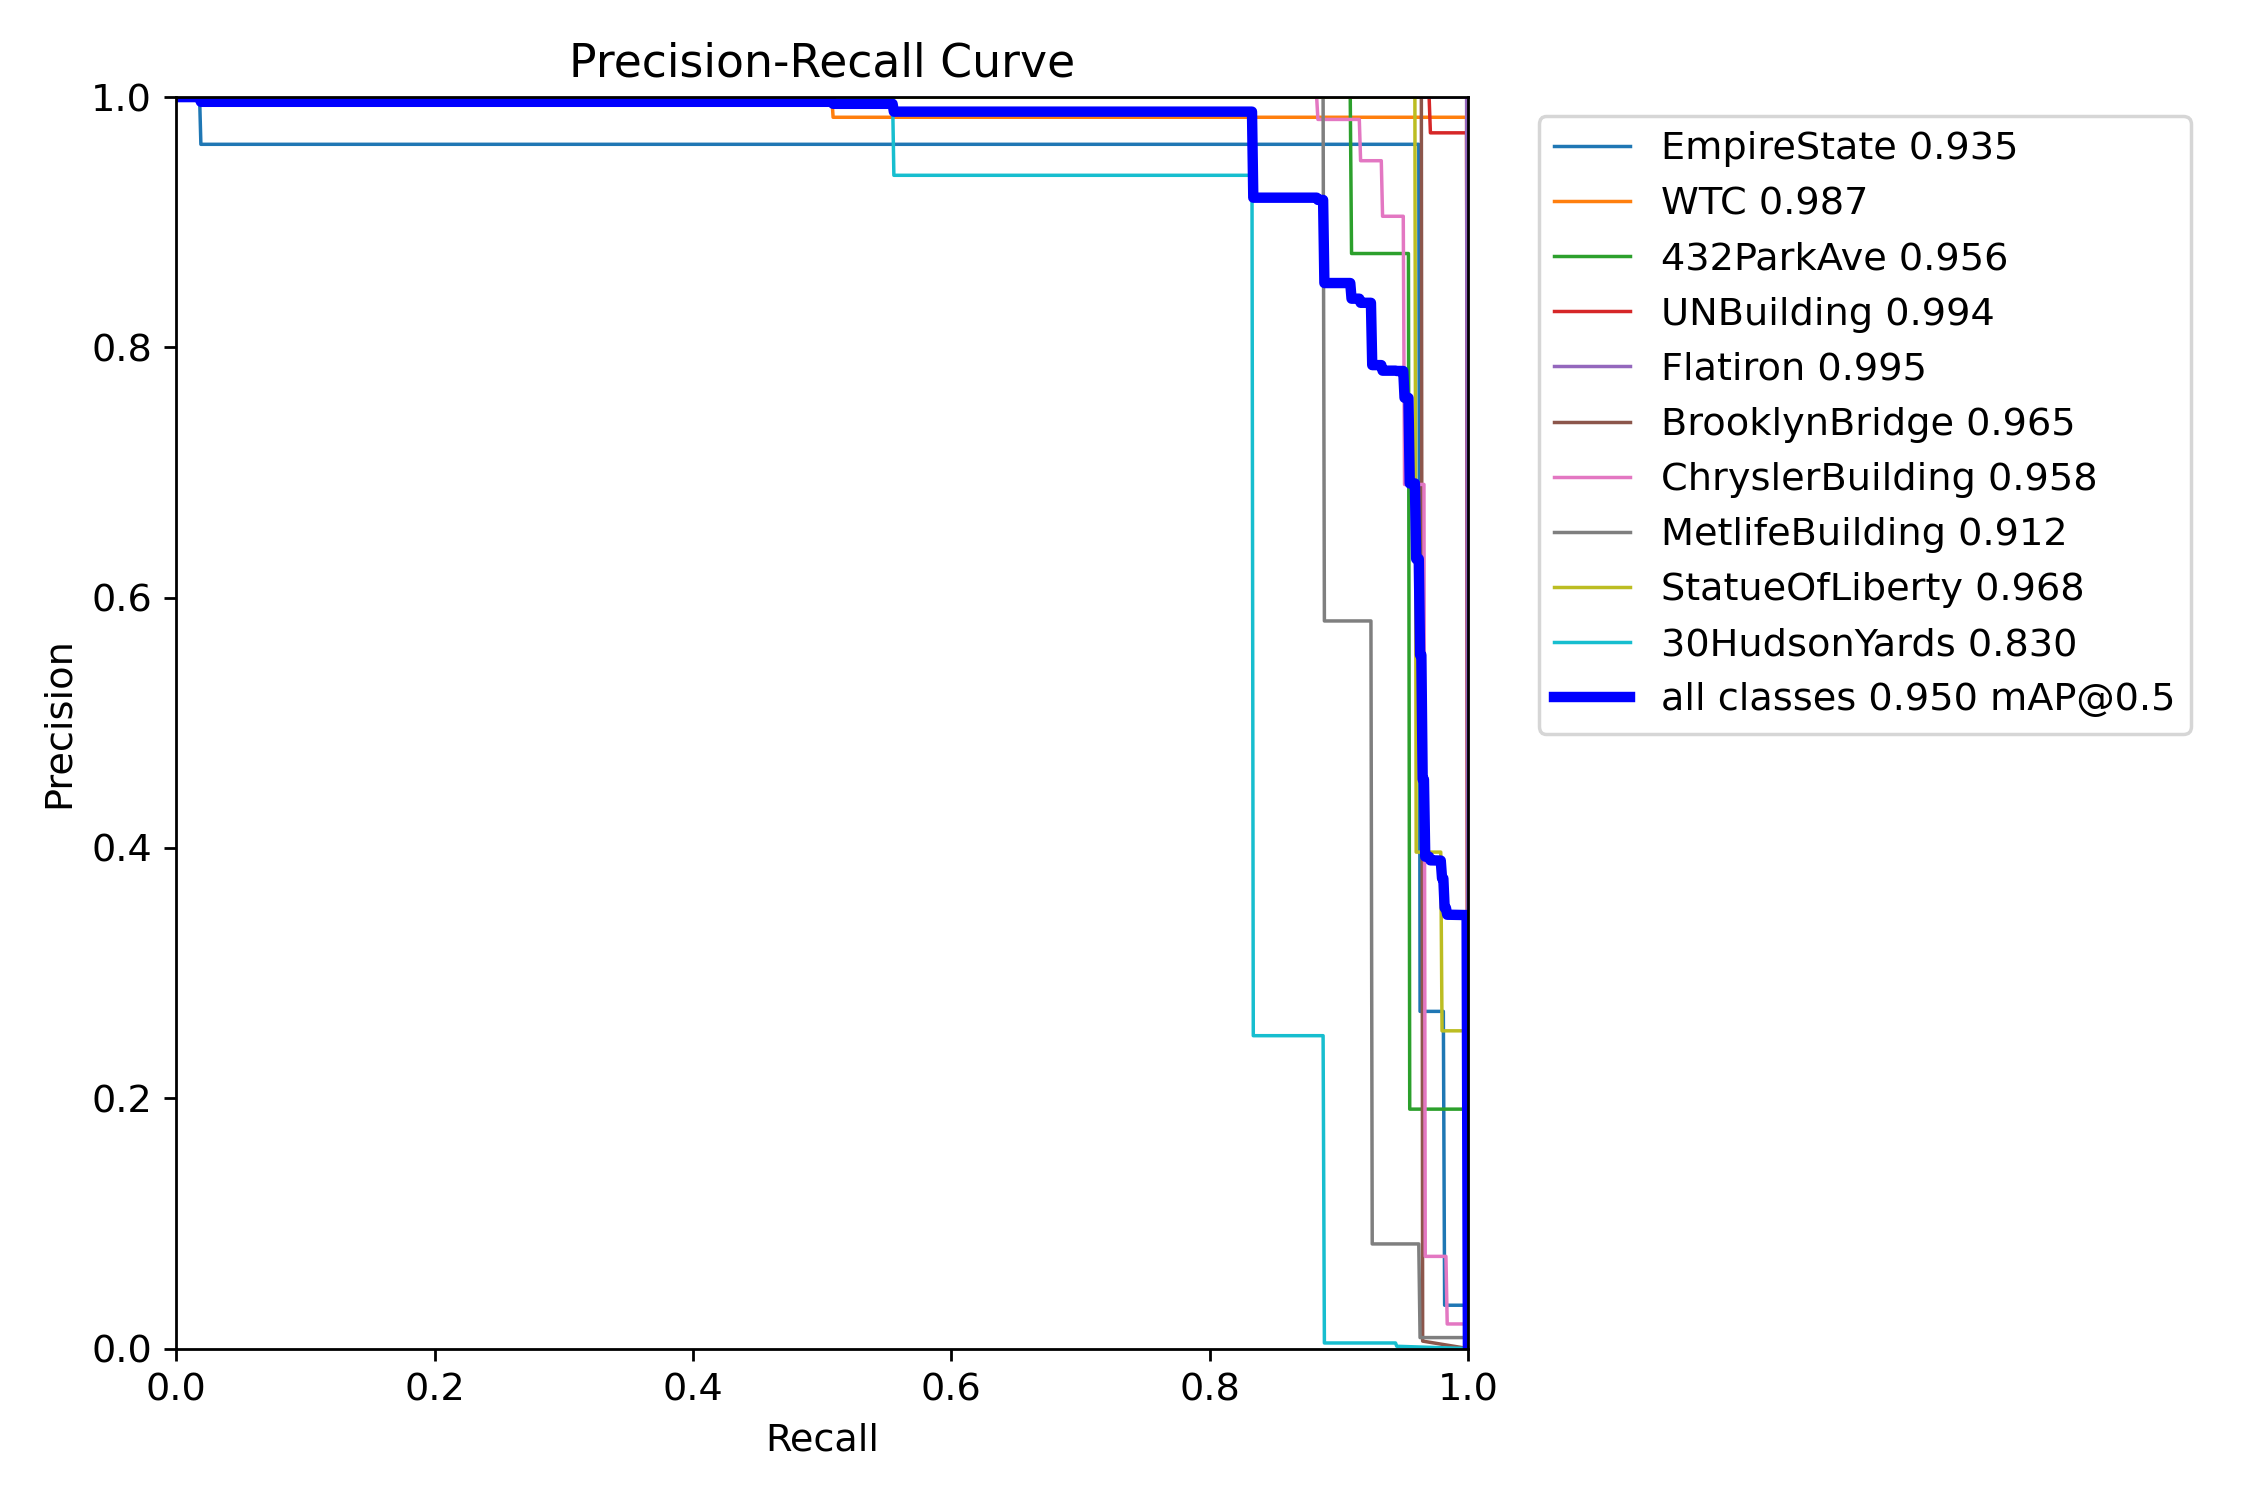 Precision-Recall Curve
1.0
0.8
0.6
0.4
0.2
0.0
Precision
0.0 0.2 0.4 0.6 0.8 1.0
Recall
EmpireState 0.935
WTC 0.987
432ParkAve 0.956
UNBuilding 0.994
Flatiron 0.995
BrooklynBridge 0.965
ChryslerBuilding 0.958
MetlifeBuilding 0.912
StatueOfLiberty 0.968
30HudsonYards 0.830
all classes 0.950 mAP@0.5